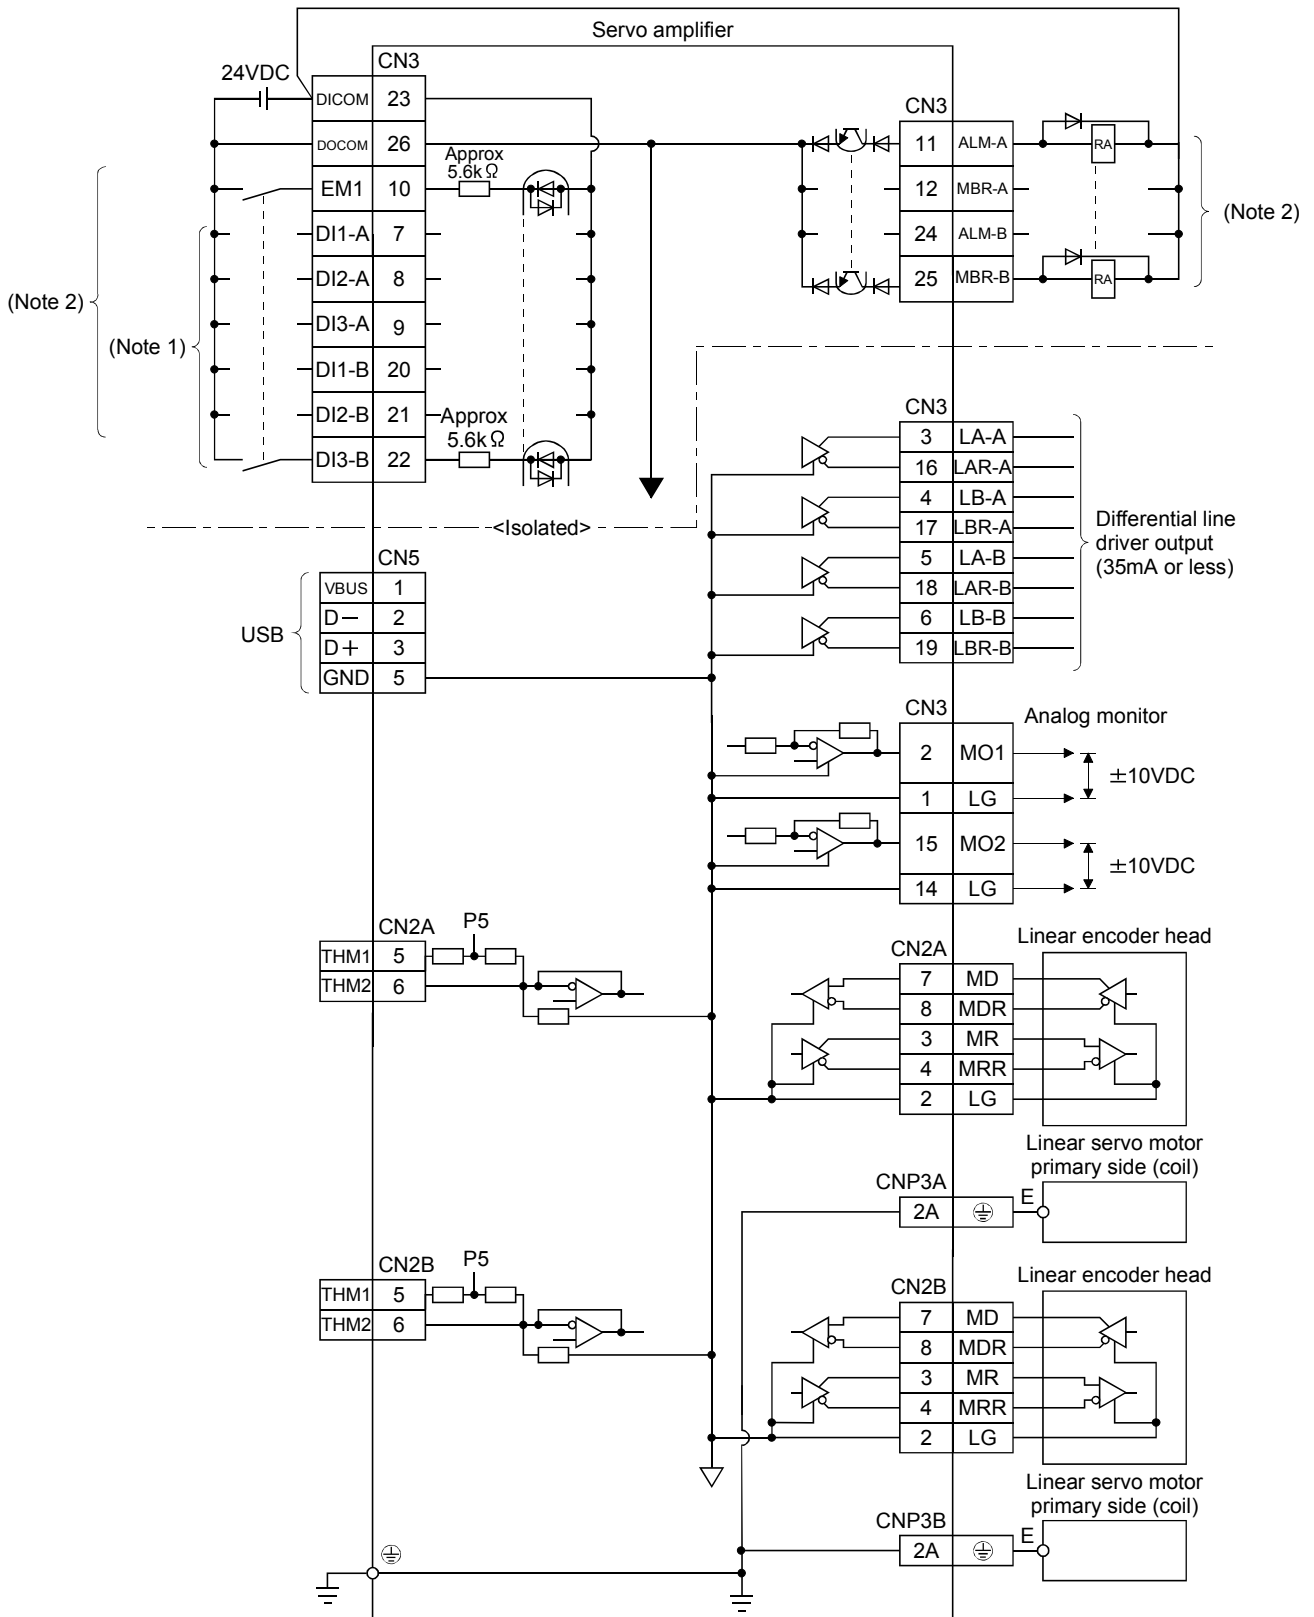 Servo amplifier
24VDC
CN3
DICOM 23
DOCOM 26
EM1 10
DI1-A 7
DI2-A 8
DI3-A 9
DI1-B 20
DI2-B 21
DI3-B 22
Approx
5.6kΩ
Approx
5.6kΩ
(Note 2)
(Note 1)
CN3
11 ALM-A
12 MBR-A
24 ALM-B
25 MBR-B
RA
RA
(Note 2)
<Isolated>
CN3
3 LA-A
16 LAR-A
4 LB-A
17 LBR-A
5 LA-B
18 LAR-B
6 LB-B
19 LBR-B
Differential line
driver output
(35mA or less)
CN5
VBUS 1
D− 2
D+ 3
GND 5
USB
CN3
2 MO1
1 LG
15 MO2
14 LG
Analog monitor
±10VDC
±10VDC
CN2A
THM1 5
THM2 6
P5
CN2A
7 MD
8 MDR
3 MR
4 MRR
2 LG
Linear encoder head
Linear servo motor
primary side (coil)
CNP3A
2A
E
CN2B
THM1 5
THM2 6
P5
CN2B
7 MD
8 MDR
3 MR
4 MRR
2 LG
Linear encoder head
Linear servo motor
primary side (coil)
CNP3B
2A
E